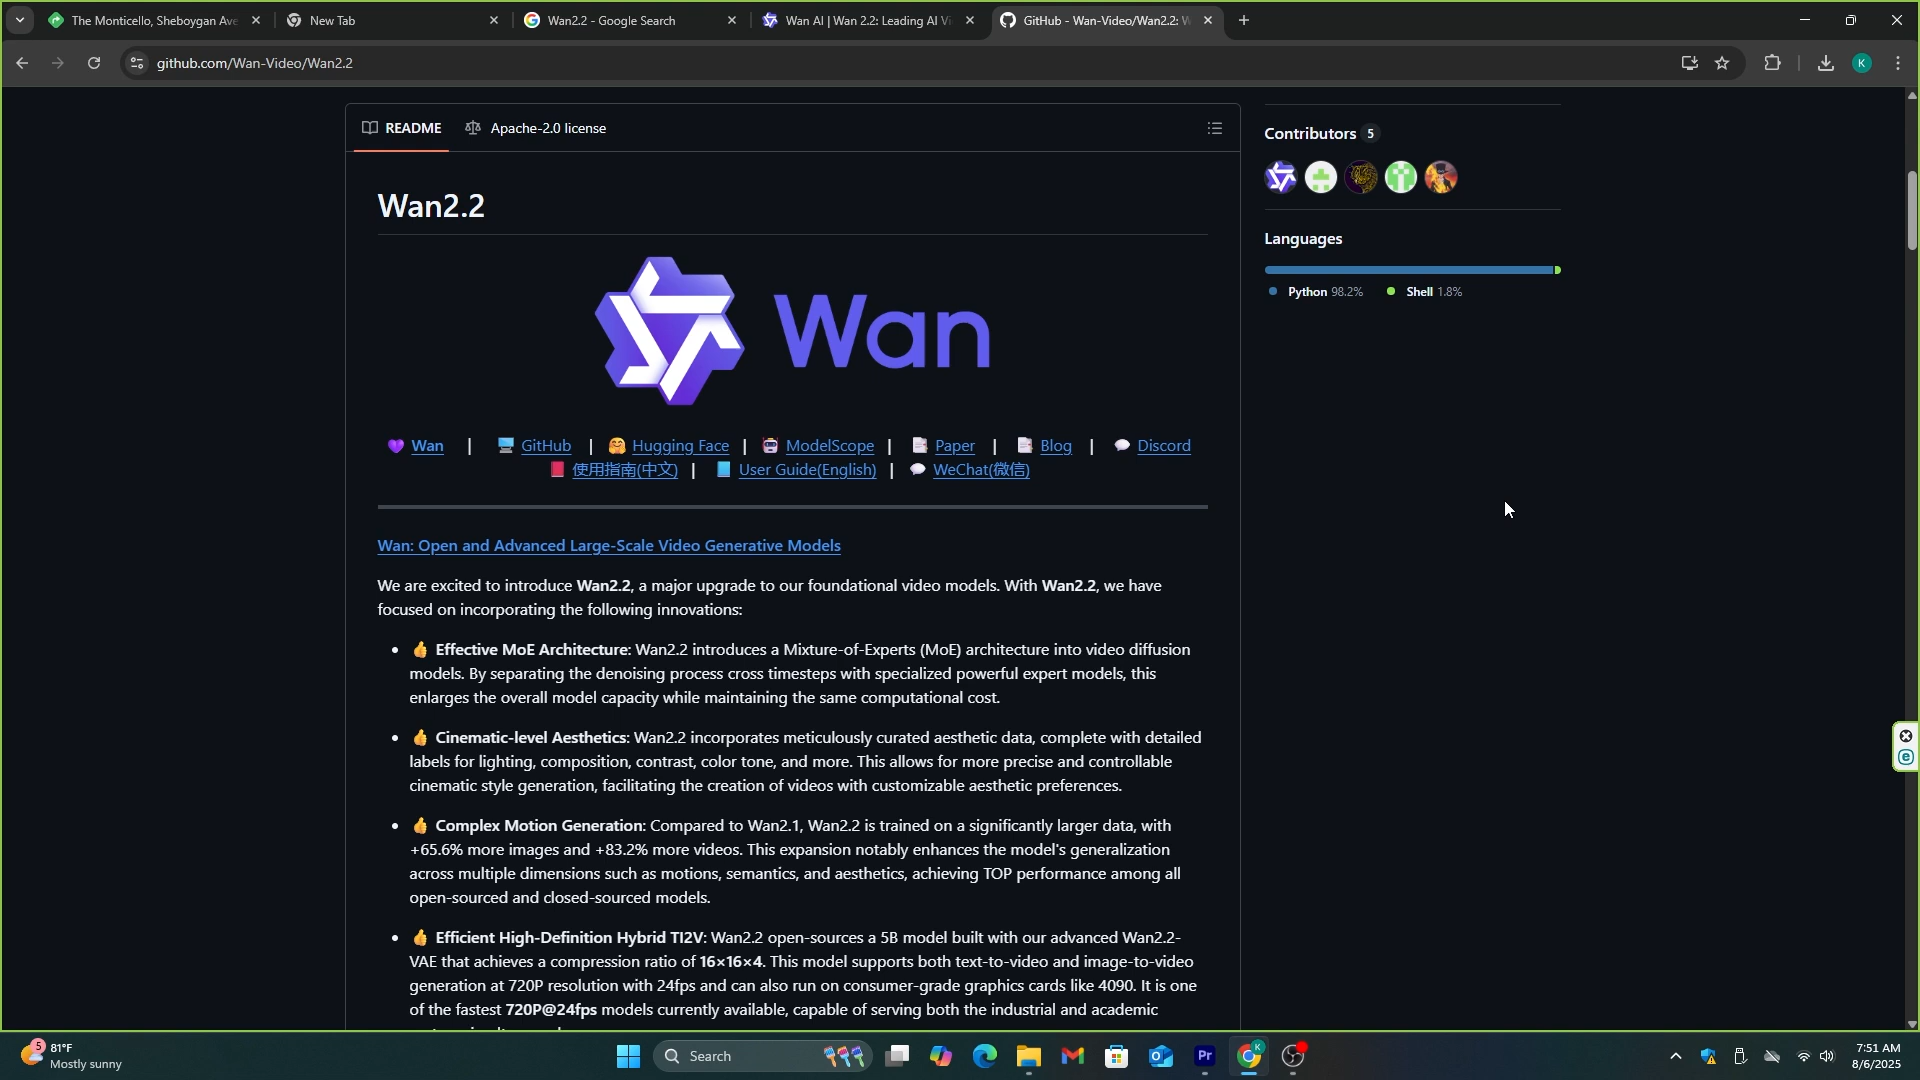 The Monticello, Sheboygan Ave
New Tab
Wan2.2 - Google Search
Wan AI | Wan 2.2: Leading AI Vi
GitHub - Wan-Video/Wan2.2: W
github.com/Wan-Video/Wan2.2
K
README
Apache-2.0 license
Wan2.2
Wan
Wan | GitHub | Hugging Face | ModelScope | Paper | Blog | Discord
使用指南(中文) | User Guide(English) | WeChat(微信)
Wan: Open and Advanced Large-Scale Video Generative Models
We are excited to introduce Wan2.2, a major upgrade to our foundational video models. With Wan2.2, we have
focused on incorporating the following innovations:
• 👍 Effective MoE Architecture: Wan2.2 introduces a Mixture-of-Experts (MoE) architecture into video diffusion
models. By separating the denoising process cross timesteps with specialized powerful expert models, this
enlarges the overall model capacity while maintaining the same computational cost.
• 👍 Cinematic-level Aesthetics: Wan2.2 incorporates meticulously curated aesthetic data, complete with detailed
labels for lighting, composition, contrast, color tone, and more. This allows for more precise and controllable
cinematic style generation, facilitating the creation of videos with customizable aesthetic preferences.
• 👍 Complex Motion Generation: Compared to Wan2.1, Wan2.2 is trained on a significantly larger data, with
+65.6% more images and +83.2% more videos. This expansion notably enhances the model's generalization
across multiple dimensions such as motions, semantics, and aesthetics, achieving TOP performance among all
open-sourced and closed-sourced models.
• 👍 Efficient High-Definition Hybrid TI2V: Wan2.2 open-sources a 5B model built with our advanced Wan2.2-
VAE that achieves a compression ratio of 16×16×4. This model supports both text-to-video and image-to-video
generation at 720P resolution with 24fps and can also run on consumer-grade graphics cards like 4090. It is one
of the fastest 720P@24fps models currently available, capable of serving both the industrial and academic
Contributors 5
Languages
Python 98.2% Shell 1.8%
5
81°F
Mostly sunny
Search
Pr
K
7:51 AM
8/6/2025